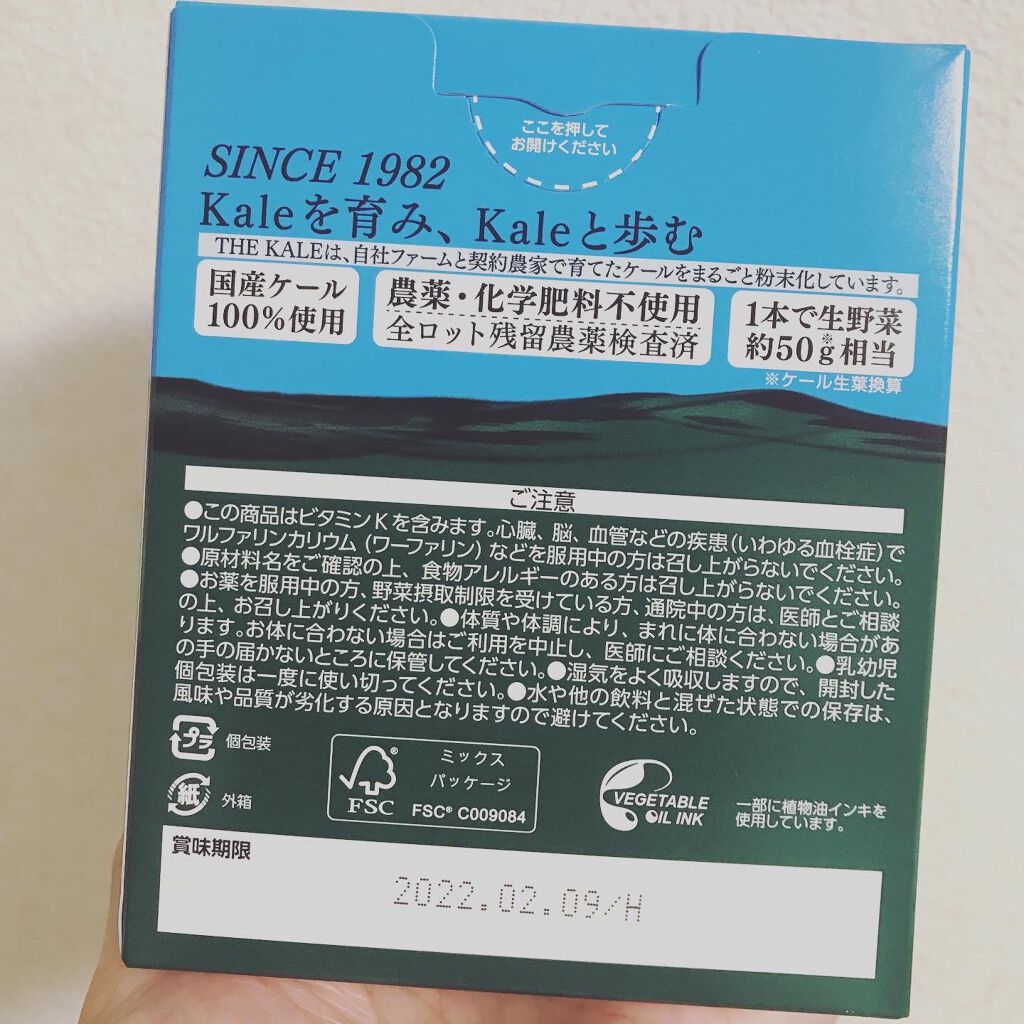 ここを押して
お開けください
SINCE 1982
Kaleを育み、Kaleと歩む
THE KALEは、自社ファームと契約農家で育てたケールをまるごと粉末化しています。
国産ケール
100%使用
農薬・化学肥料不使用
全ロット残留農薬検査済
1本で生野菜
約50g※相当
※ケール生葉換算
ご注意
●この商品はビタミンKを含みます。心臓、脳、血管などの疾患(いわゆる血栓症)で
ワルファリンカリウム(ワーファリン)などを服用中の方は召し上がらないでください。
●原材料名をご確認の上、食物アレルギーのある方は召し上がらないでください。
●お薬を服用中の方、野菜摂取制限を受けている方、通院中の方は、医師とご相談
の上、お召し上がりください。●体質や体調により、まれに体に合わない場合があ
ります。お体に合わない場合はご利用を中止し、医師にご相談ください。●乳幼児
の手の届かないところに保管してください。●湿気をよく吸収しますので、開封した
個包装は一度に使い切ってください。●水や他の飲料と混ぜた状態での保存は、
風味や品質が劣化する原因となりますので避けてください。
プラ 個包装
紙 外箱
FSC®
ミックス
パッケージ
FSC® C009084
VEGETABLE
OIL INK
一部に植物油インキを
使用しています。
賞味期限
2022.02.09/H